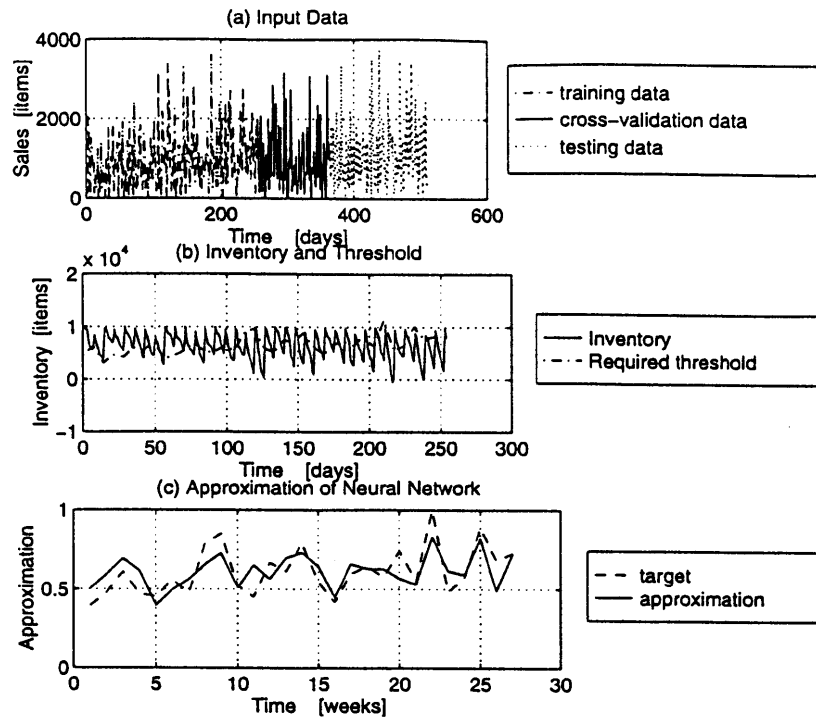 (a) Input Data
4000
2000
0
Sales [items]
0 200 400 600
Time [days]
training data
cross-validation data
testing data
(b) Inventory and Threshold
x 10^4
2
1
0
-1
Inventory [items]
0 50 100 150 200 250 300
Time [days]
Inventory
Required threshold
(c) Approximation of Neural Network
1
0.5
0
Approximation
0 5 10 15 20 25 30
Time [weeks]
target
approximation